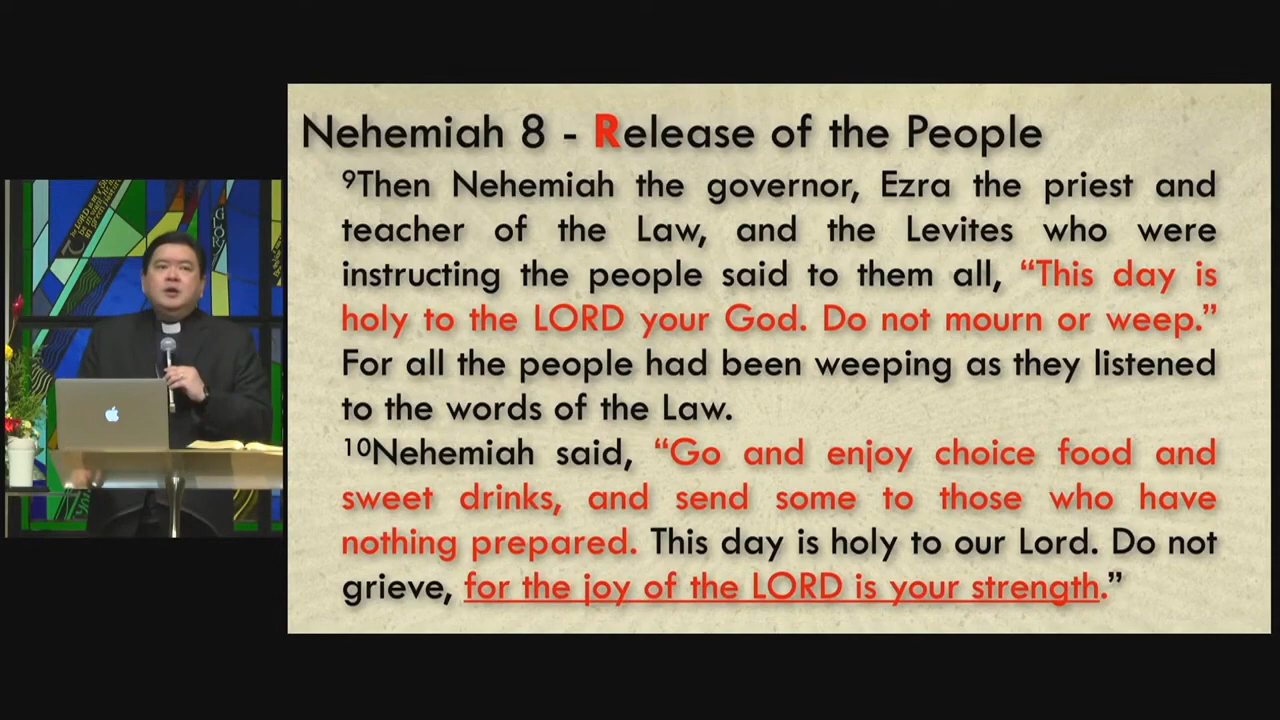 Nehemiah 8 - Release of the People
⁹Then Nehemiah the governor, Ezra the priest and
teacher of the Law, and the Levites who were
instructing the people said to them all, “This day is
holy to the LORD your God. Do not mourn or weep.”
For all the people had been weeping as they listened
to the words of the Law.
¹⁰Nehemiah said, “Go and enjoy choice food and
sweet drinks, and send some to those who have
nothing prepared. This day is holy to our Lord. Do not
grieve, for the joy of the LORD is your strength.”